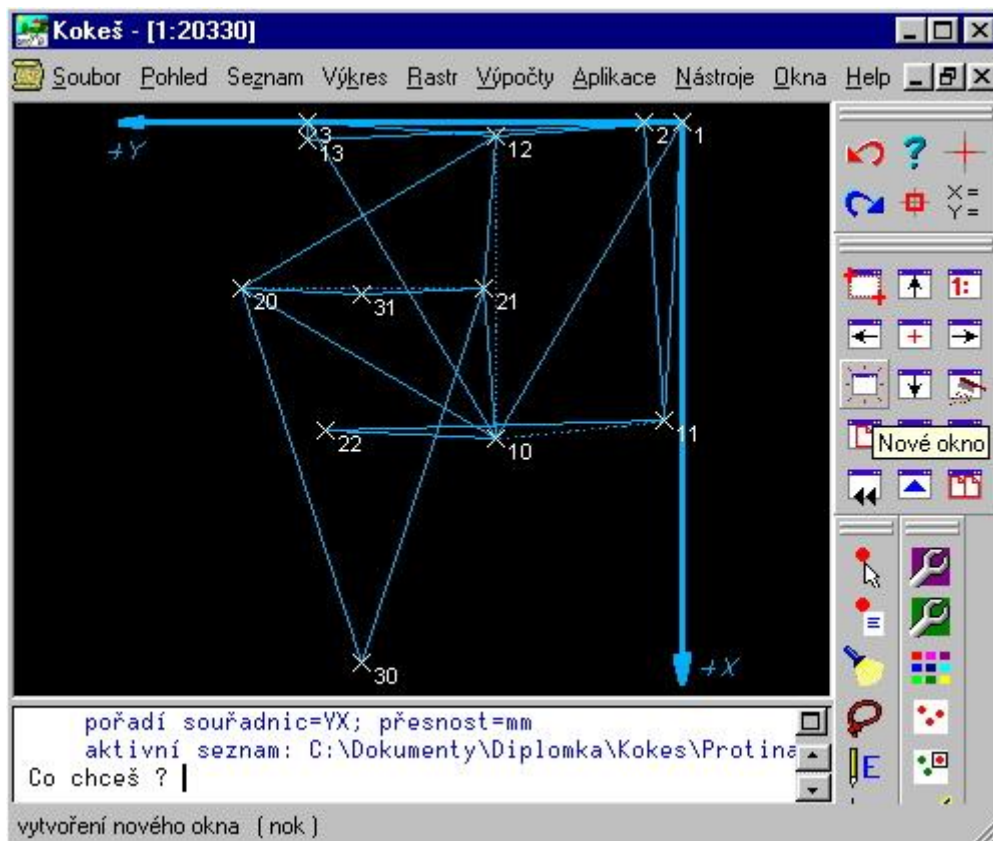 Kokeš - [1:20330]
Soubor Pohled Seznam Výkres Rastr Výpočty Aplikace Nástroje Okna Help
3
2
1
+Y
13
12
X=
Y=
20
31
21
1:
22
10
11
Nové okno
30
+X
E
pořadí souřadnic=YX; přesnost=mm
aktivní seznam: C:\Dokumenty\Diplomka\Kokes\Protina
Co chceš ?
vytvoření nového okna ( nok )